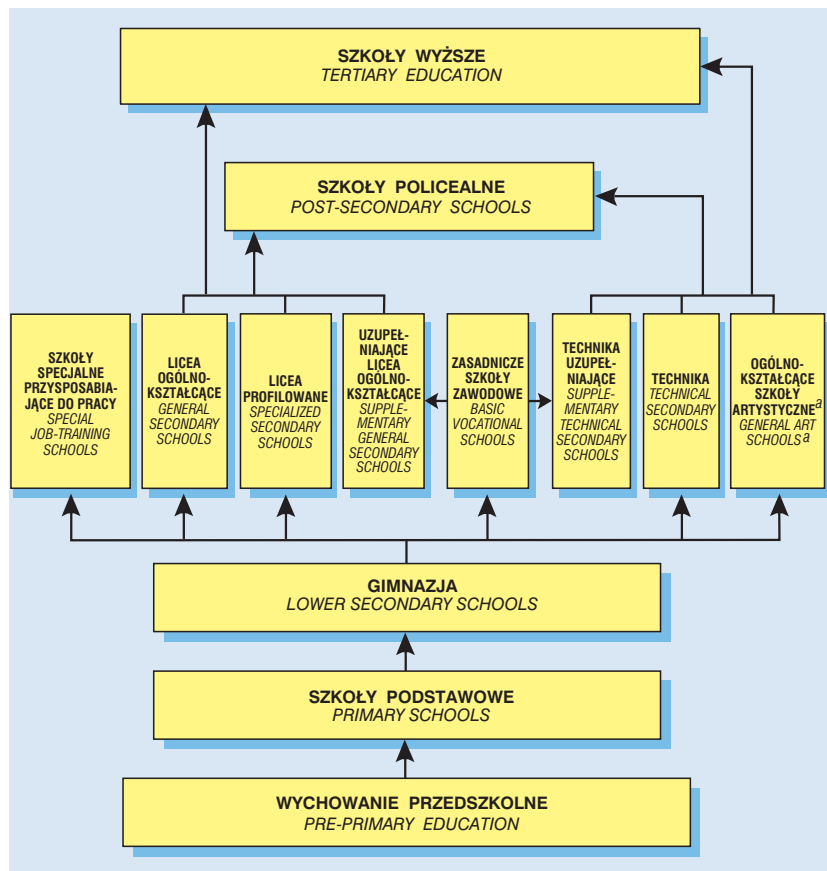 SZKOŁY WYŻSZE
TERTIARY EDUCATION
SZKOŁY POLICEALNE
POST-SECONDARY SCHOOLS
SZKOŁY
SPECJALNE
PRZYSPOSABIA-
JĄCE DO PRACY
SPECIAL
JOB-TRAINING
SCHOOLS
LICEA
OGÓLNO-
KSZTAŁCĄCE
GENERAL
SECONDARY
SCHOOLS
LICEA
PROFILOWANE
SPECIALIZED
SECONDARY
SCHOOLS
UZUPEŁ-
NIAJĄCE
LICEA
OGÓLNO-
KSZTAŁCĄCE
SUPPLE-
MENTARY
GENERAL
SECONDARY
SCHOOLS
ZASADNICZE
SZKOŁY
ZAWODOWE
BASIC
VOCATIONAL
SCHOOLS
TECHNIKA
UZUPEŁ-
NIAJĄCE
SUPPLE-
MENTARY
TECHNICAL
SECONDARY
SCHOOLS
TECHNIKA
TECHNICAL
SECONDARY
SCHOOLS
OGÓLNO-
KSZTAŁCĄCE
SZKOŁY
ARTYSTYCZNE a
GENERAL ART
SCHOOLS a
GIMNAZJA
LOWER SECONDARY SCHOOLS
SZKOŁY PODSTAWOWE
PRIMARY SCHOOLS
WYCHOWANIE PRZEDSZKOLNE
PRE-PRIMARY EDUCATION